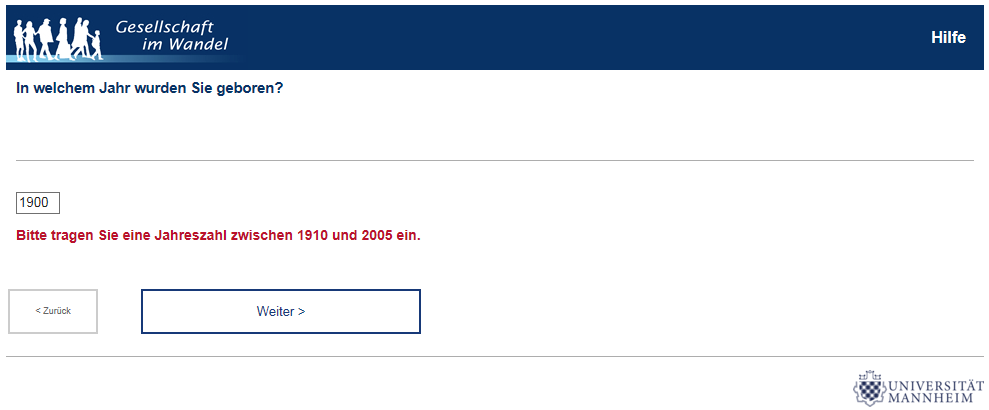 Gesellschaft
im Wandel
Hilfe
In welchem Jahr wurden Sie geboren?
1900
Bitte tragen Sie eine Jahreszahl zwischen 1910 und 2005 ein.
< Zurück
Weiter >
UNIVERSITÄT
MANNHEIM